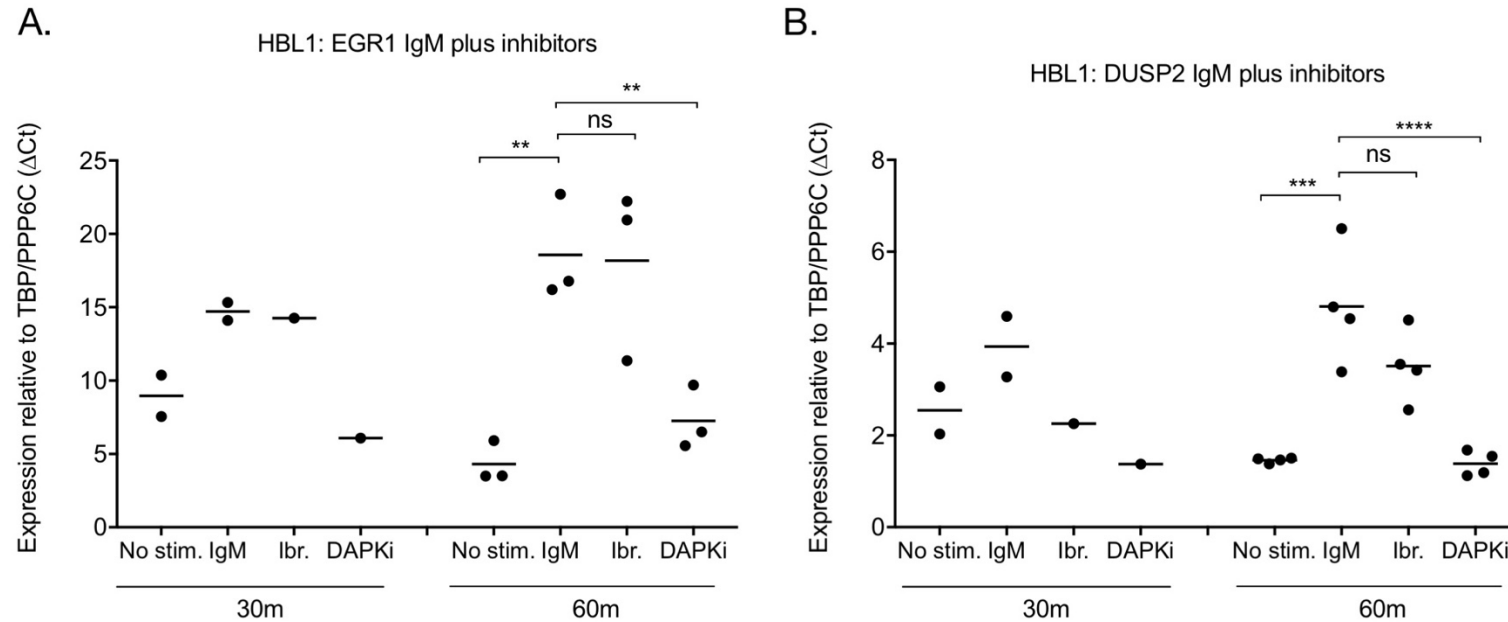 A.
HBL1: EGR1 IgM plus inhibitors
Expression relative to TBP/PPP6C (ΔCt)
25
20
15
10
5
0
**
ns
**
No stim. IgM Ibr. DAPKi No stim. IgM Ibr. DAPKi
30m 60m
B.
HBL1: DUSP2 IgM plus inhibitors
Expression relative to TBP/PPP6C (ΔCt)
8
6
4
2
0
****
ns
***
No stim. IgM Ibr. DAPKi No stim. IgM Ibr. DAPKi
30m 60m